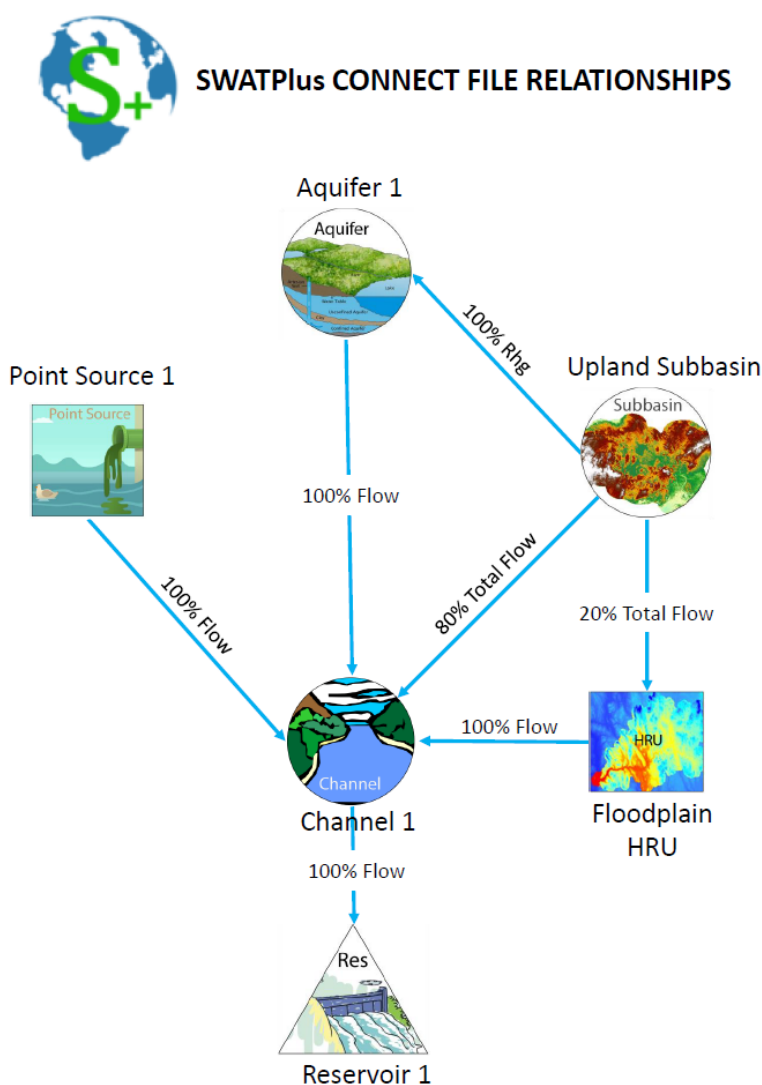 S+
SWATPlus CONNECT FILE RELATIONSHIPS
Aquifer 1
Aquifer
100% Rhg
Point Source 1
Point Source
Upland Subbasin
Subbasin
100% Flow
100% Flow
80% Total Flow
20% Total Flow
100% Flow
HRU
Channel
Channel 1
Floodplain
HRU
100% Flow
Res
Reservoir 1